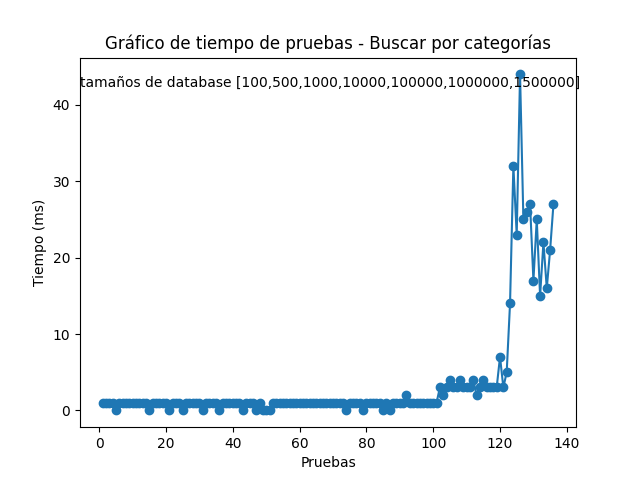 Gráfico de tiempo de pruebas - Buscar por categorías
tamaños de database [100,500,1000,10000,100000,1000000,1500000]
40
30
20
10
0
Tiempo (ms)
0 20 40 60 80 100 120 140
Pruebas